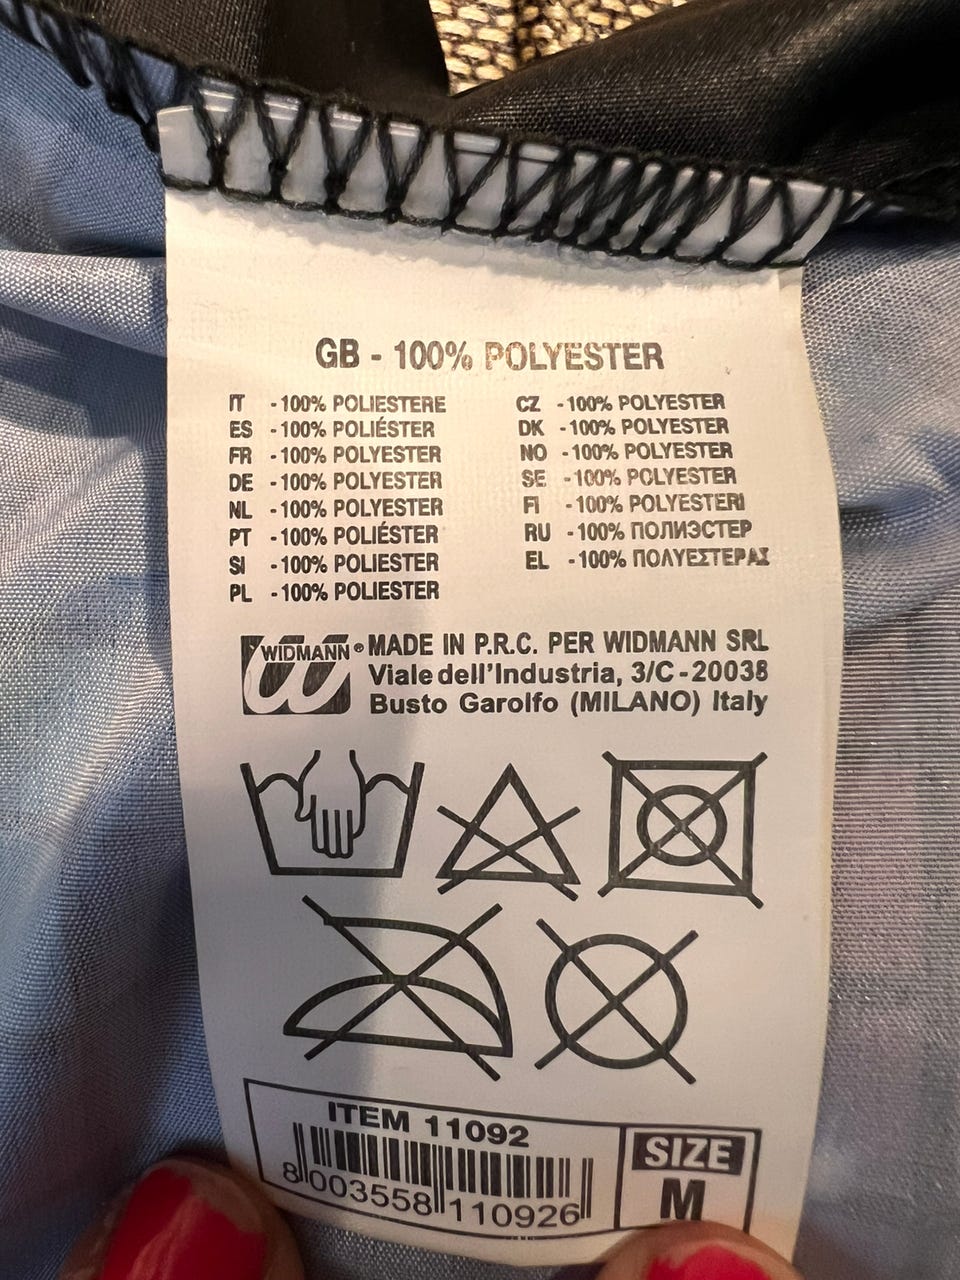 GB - 100% POLYESTER
IT - 100% POLIESTERE
ES - 100% POLIÉSTER
FR - 100% POLYESTER
DE - 100% POLYESTER
NL - 100% POLYESTER
PT - 100% POLIÉSTER
SI - 100% POLIESTER
PL - 100% POLIESTER
CZ - 100% POLYESTER
DK - 100% POLYESTER
NO - 100% POLYESTER
SE - 100% POLYESTER
FI - 100% POLYESTERI
RU - 100% ПОЛИЭСТЕР
EL - 100% ΠΟΛΥΕΣΤΕΡΑΣ
WIDMANN®
MADE IN P.R.C. PER WIDMANN SRL
Viale dell'Industria, 3/C - 20038
Busto Garolfo (MILANO) Italy
ITEM 11092
8 003558 110926
SIZE
M